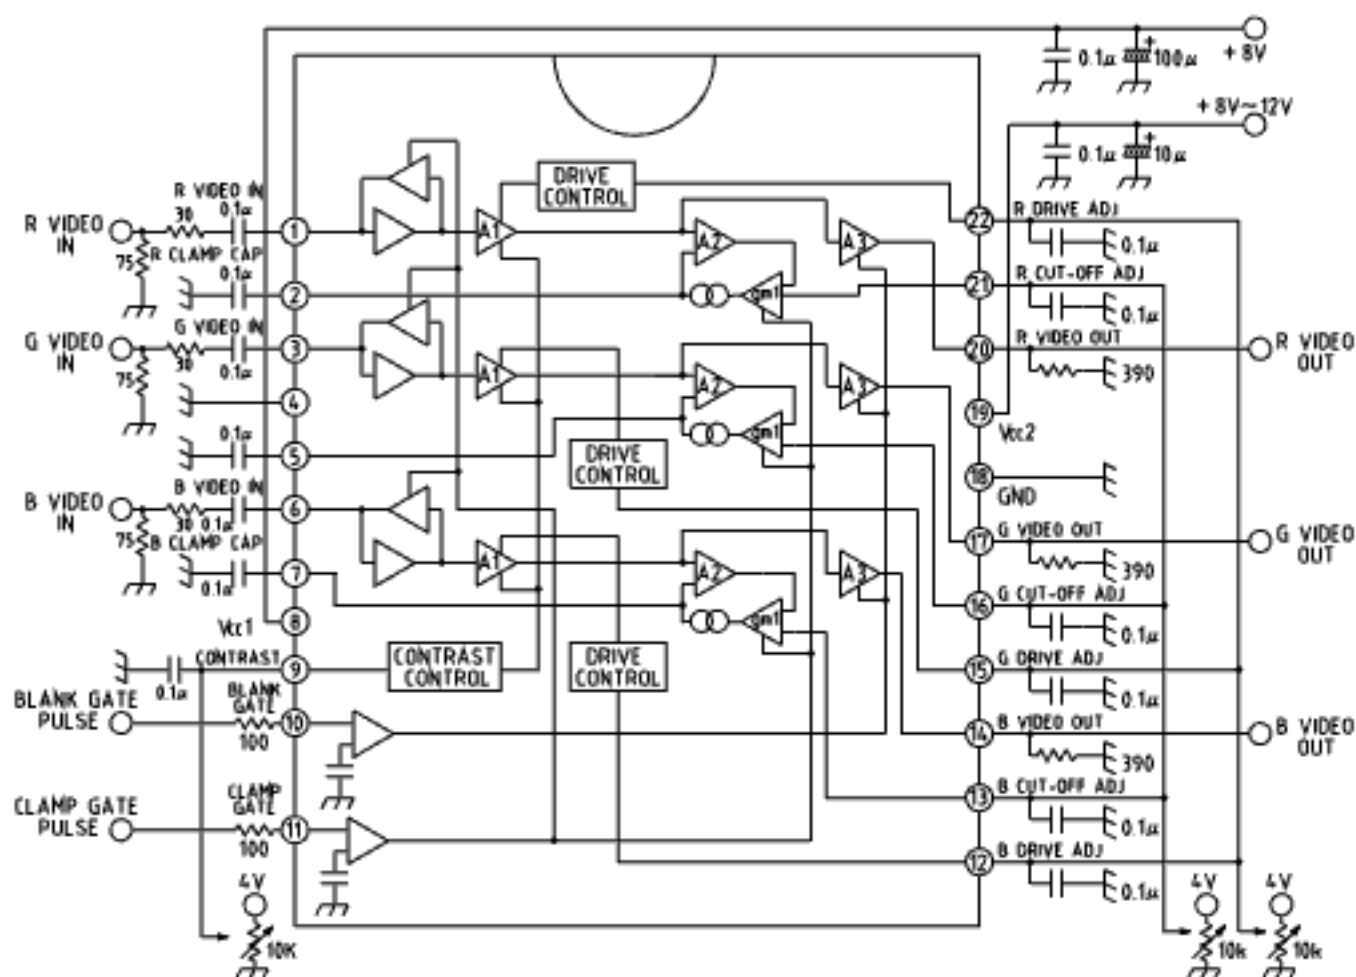 + 8V
0.1μ
100μ
+
+ 8V~12V
0.1μ
10μ
+
R VIDEO IN
30
0.1μ
R VIDEO
IN
75
1
R CLAMP CAP
0.1μ
2
G VIDEO IN
30
0.1μ
G VIDEO
IN
75
3
4
0.1μ
5
B VIDEO IN
30
0.1μ
B VIDEO
IN
75
6
B CLAMP CAP
0.1μ
7
Vcc1
8
CONTRAST
0.1μ
9
BLANK GATE
PULSE
BLANK
GATE
100
10
CLAMP GATE
PULSE
CLAMP
GATE
100
11
4V
10K
DRIVE
CONTROL
A1
A2
A3
gm1
A1
A2
A3
gm1
DRIVE
CONTROL
A1
A2
A3
gm1
CONTRAST
CONTROL
DRIVE
CONTROL
22
R DRIVE ADJ
0.1μ
21
R CUT-OFF ADJ
0.1μ
20
R VIDEO OUT
390
R VIDEO
OUT
19
Vcc2
18
GND
17
G VIDEO OUT
390
G VIDEO
OUT
16
G CUT-OFF ADJ
0.1μ
15
G DRIVE ADJ
0.1μ
14
B VIDEO OUT
390
B VIDEO
OUT
13
B CUT-OFF ADJ
0.1μ
12
B DRIVE ADJ
0.1μ
4V
10k
4V
10k